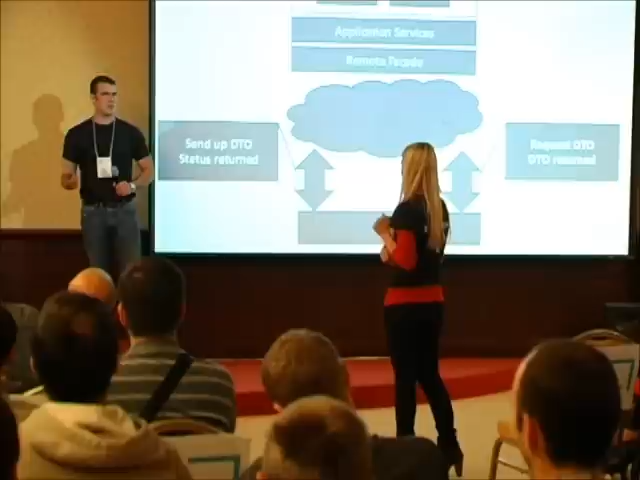 Application Services
Remote Facade
Send up DTO
Status returned
Request DTO
DTO returned